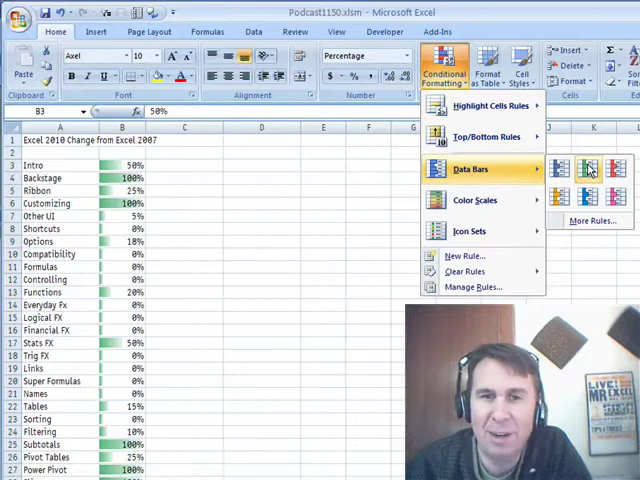 Podcast1150.xlsm - Microsoft Excel
Home Insert Page Layout Formulas Data Review View Developer Add-Ins
Paste
Axel 10 Percentage
Conditional Formatting Format as Table Cell Styles
Insert
Delete
Format
Clipboard Font Alignment Number Cells
B3 fx 50%
A B C D E F G J K L
1 Excel 2010 Change from Excel 2007
2
3 Intro 50%
4 Backstage 100%
5 Ribbon 25%
6 Customizing 100%
7 Other UI 5%
8 Shortcuts 0%
9 Options 18%
10 Compatibility 0%
11 Formulas 0%
12 Controlling 0%
13 Functions 20%
14 Everyday Fx 0%
15 Logical FX 0%
16 Financial FX 0%
17 Stats FX 50%
18 Trig FX 0%
19 Links 0%
20 Super Formulas 0%
21 Names 0%
22 Tables 15%
23 Sorting 0%
24 Filtering 10%
25 Subtotals 100%
26 Pivot Tables 25%
27 Power Pivot 100%
Highlight Cells Rules
Top/Bottom Rules
Data Bars
Color Scales
Icon Sets
New Rule...
Clear Rules
Manage Rules...
More Rules...
LIVE!
MR EXCEL